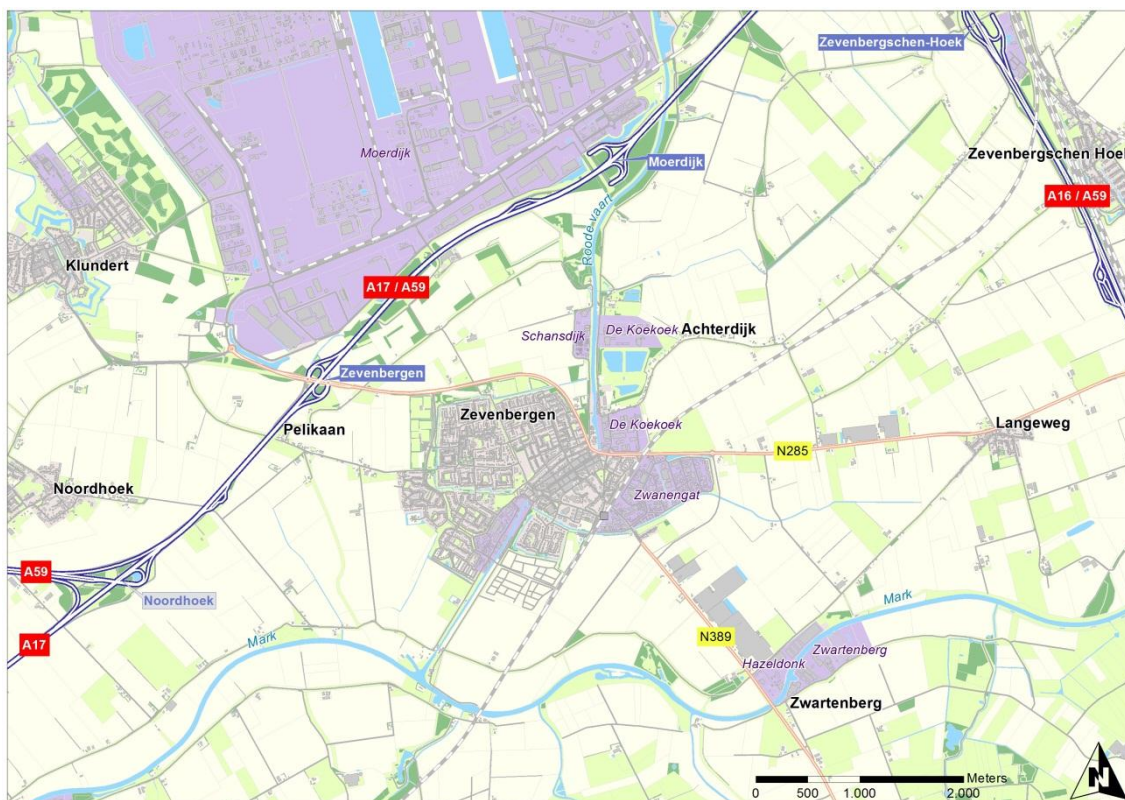 Zevenbergschen-Hoek
Moerdijk
Zevenbergschen Hoek
Moerdijk
A16 / A59
Roode vaart
Klundert
A17 / A59
Schansdijk
De Koekoek
Achterdijk
Zevenbergen
Zevenbergen
De Koekoek
Langeweg
Pelikaan
N285
Noordhoek
Zwanengat
A59
Noordhoek
Mark
A17
Mark
N389
Zwartenberg
Hazeldonk
Zwartenberg
N
Meters
0 500 1.000 2.000